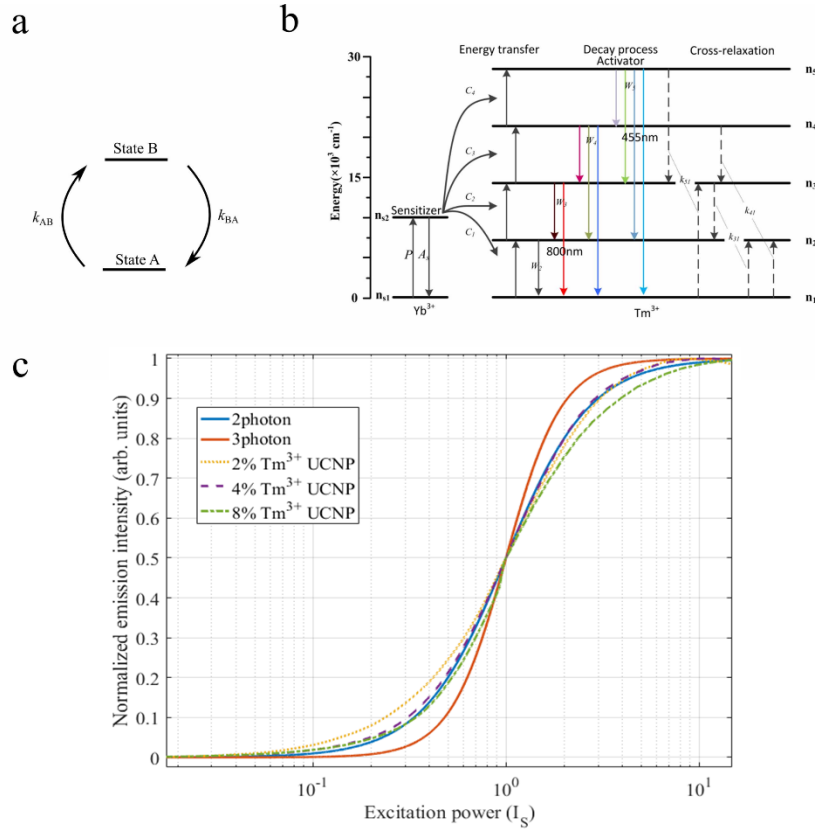 a
State B
k_AB
k_BA
State A
b
Energy transfer
Decay process
Activator
Cross-relaxation
30
15
0
Energy(×10³ cm⁻¹)
n₅
n₄
n₃
n₂
n₁
C₄
C₃
C₂
C₁
W₅
W₄
455nm
W₂
800nm
k₅₁
k₄₁
k₃₁
Sensitizer
n_s2
n_s1
P
A_s
Yb³⁺
Tm³⁺
c
Normalized emission intensity (arb. units)
1
0.9
0.8
0.7
0.6
0.5
0.4
0.3
0.2
0.1
0
2photon
3photon
2% Tm³⁺ UCNP
4% Tm³⁺ UCNP
8% Tm³⁺ UCNP
10⁻¹
10⁰
10¹
Excitation power (I_S)